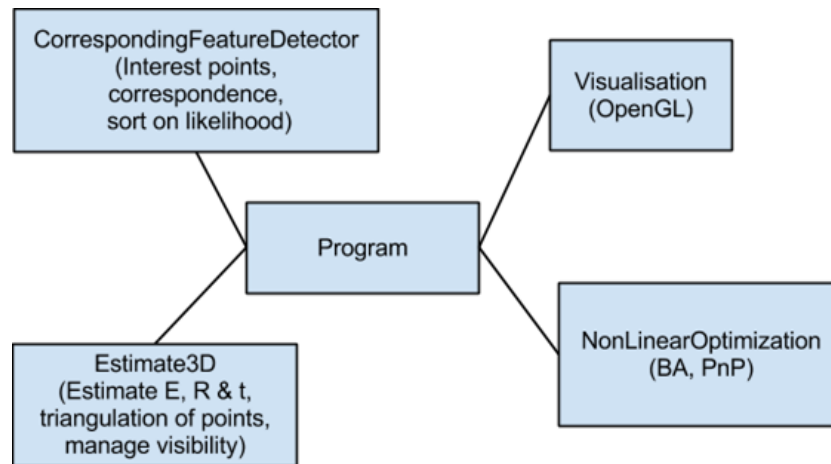 CorrespondingFeatureDetector
(Interest points,
correspondence,
sort on likelihood)
Visualisation
(OpenGL)
Program
Estimate3D
(Estimate E, R & t,
triangulation of points,
manage visibility)
NonLinearOptimization
(BA, PnP)